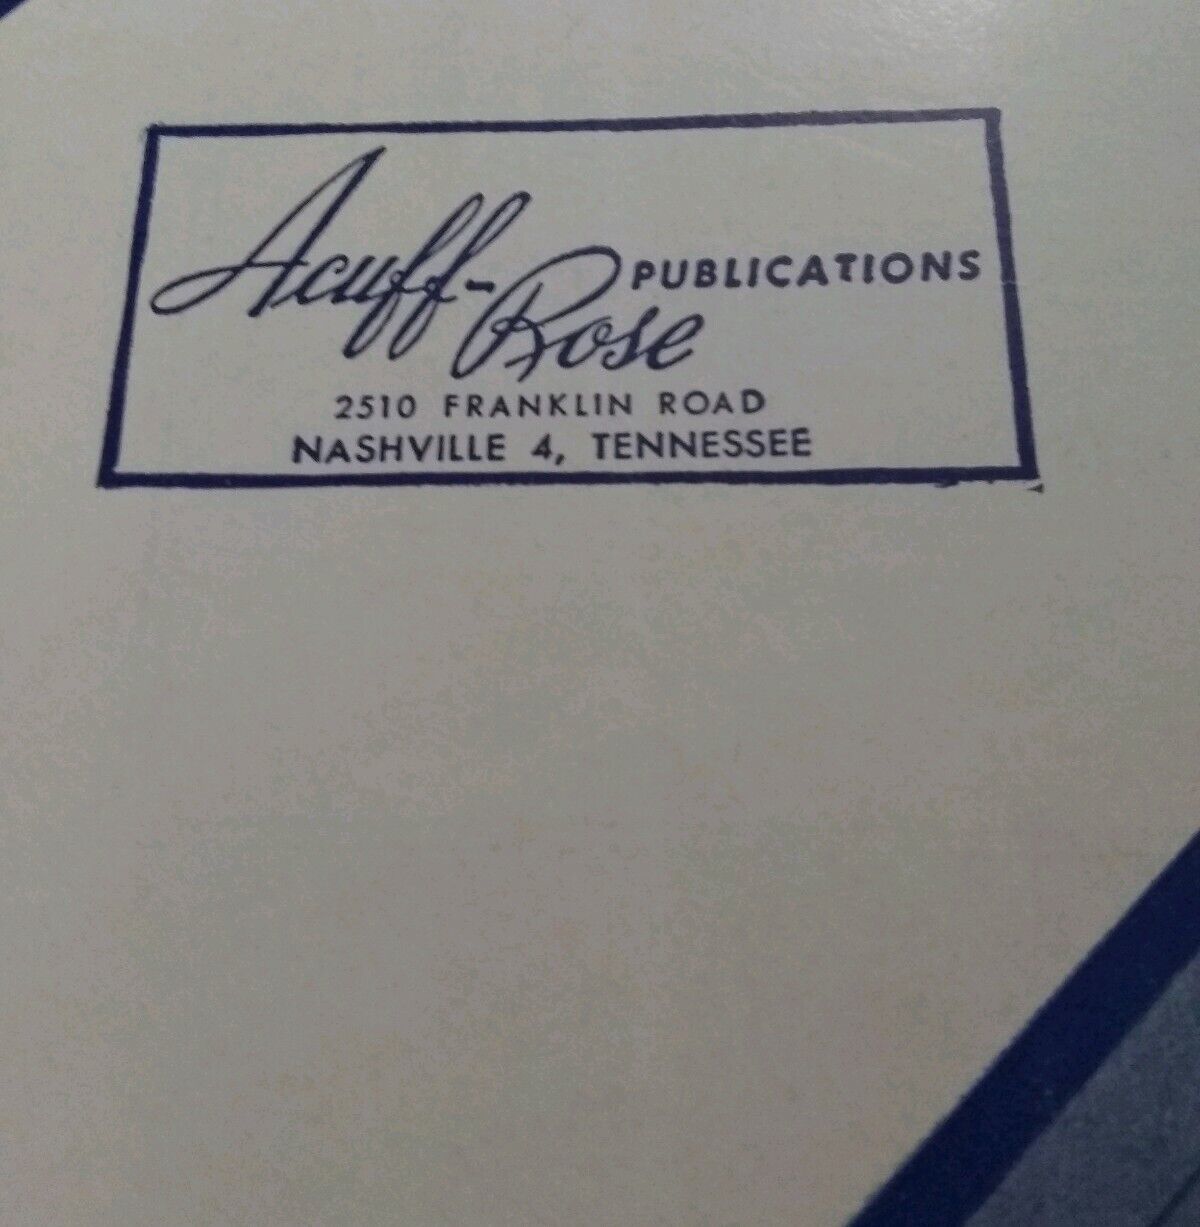 Acuff-Rose PUBLICATIONS
2510 FRANKLIN ROAD
NASHVILLE 4, TENNESSEE